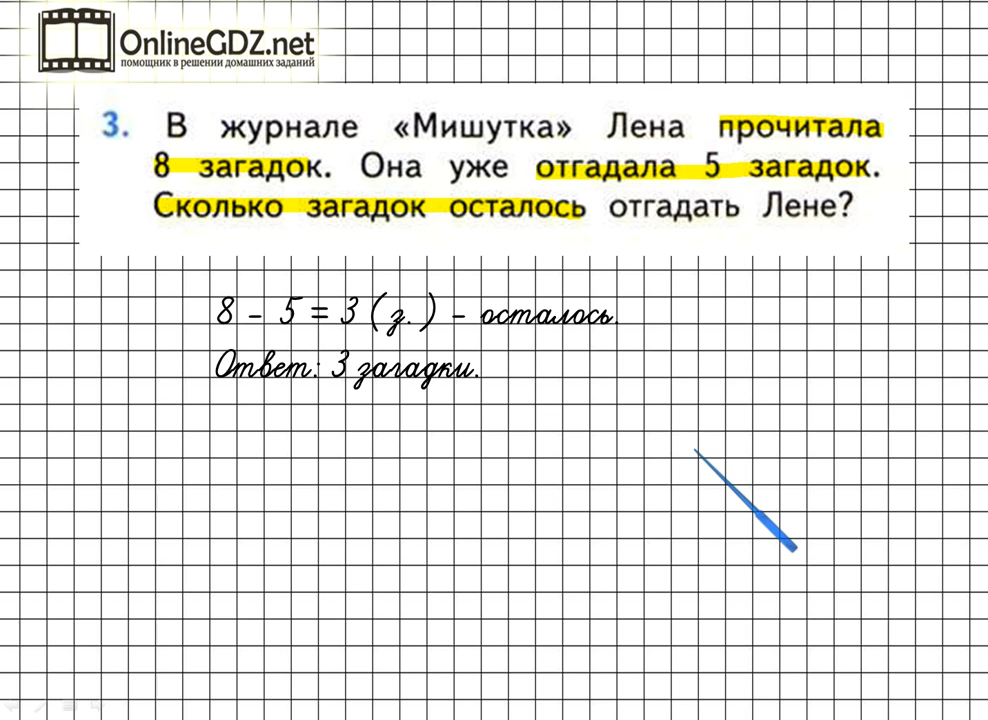 OnlineGDZ.net
помощник в решении домашних заданий
3. В журнале «Мишутка» Лена прочитала
8 загадок. Она уже отгадала 5 загадок.
Сколько загадок осталось отгадать Лене?
8 - 5 = 3 (з.) - осталось.
Ответ: 3 загадки.